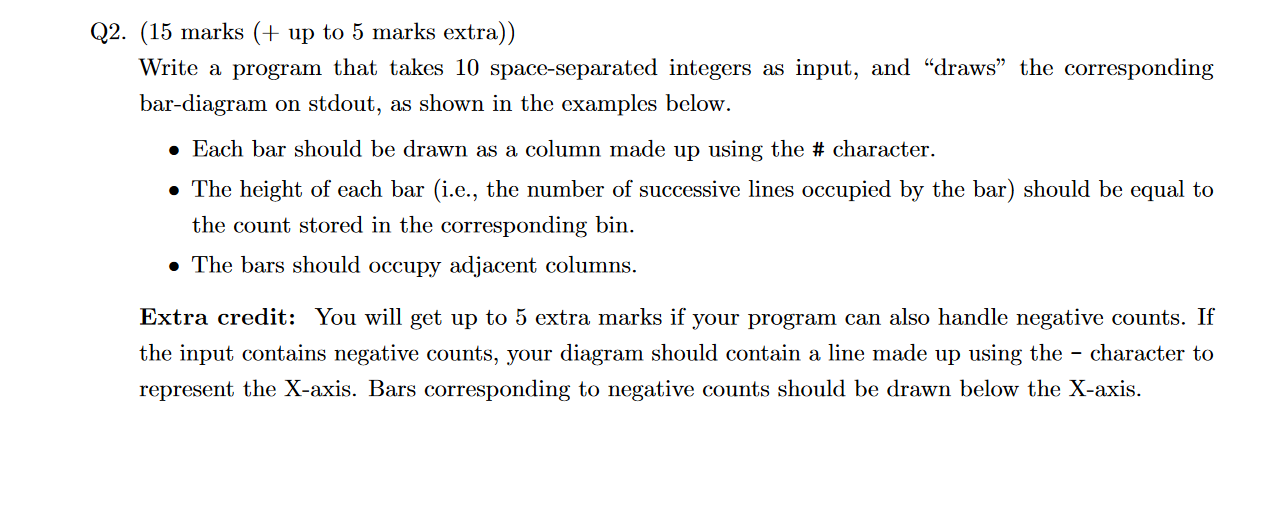 Q2. (15 marks (+ up to 5 marks extra))
Write a program that takes 10 space-separated integers as input, and “draws” the corresponding
bar-diagram on stdout, as shown in the examples below.
• Each bar should be drawn as a column made up using the # character.
• The height of each bar (i.e., the number of successive lines occupied by the bar) should be equal to
the count stored in the corresponding bin.
• The bars should occupy adjacent columns.
Extra credit: You will get up to 5 extra marks if your program can also handle negative counts. If
the input contains negative counts, your diagram should contain a line made up using the - character to
represent the X-axis. Bars corresponding to negative counts should be drawn below the X-axis.